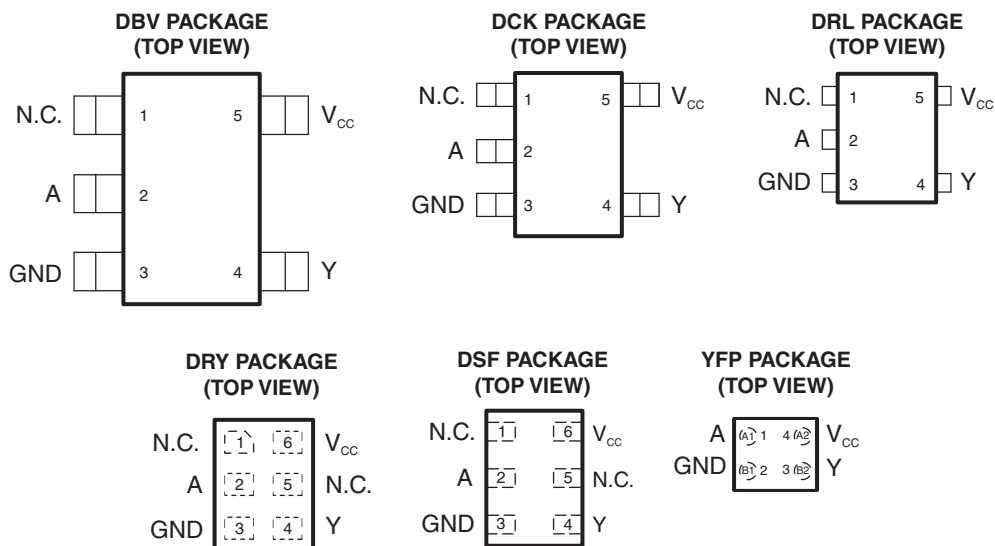 DBV PACKAGE
(TOP VIEW)
N.C. 1 5 VCC
A 2
GND 3 4 Y
DCK PACKAGE
(TOP VIEW)
N.C. 1 5 VCC
A 2
GND 3 4 Y
DRL PACKAGE
(TOP VIEW)
N.C. 1 5 VCC
A 2
GND 3 4 Y
DRY PACKAGE
(TOP VIEW)
N.C. 1 6 VCC
A 2 5 N.C.
GND 3 4 Y
DSF PACKAGE
(TOP VIEW)
N.C. 1 6 VCC
A 2 5 N.C.
GND 3 4 Y
YFP PACKAGE
(TOP VIEW)
A A1 1 4 A2 VCC
GND B1 2 3 B2 Y